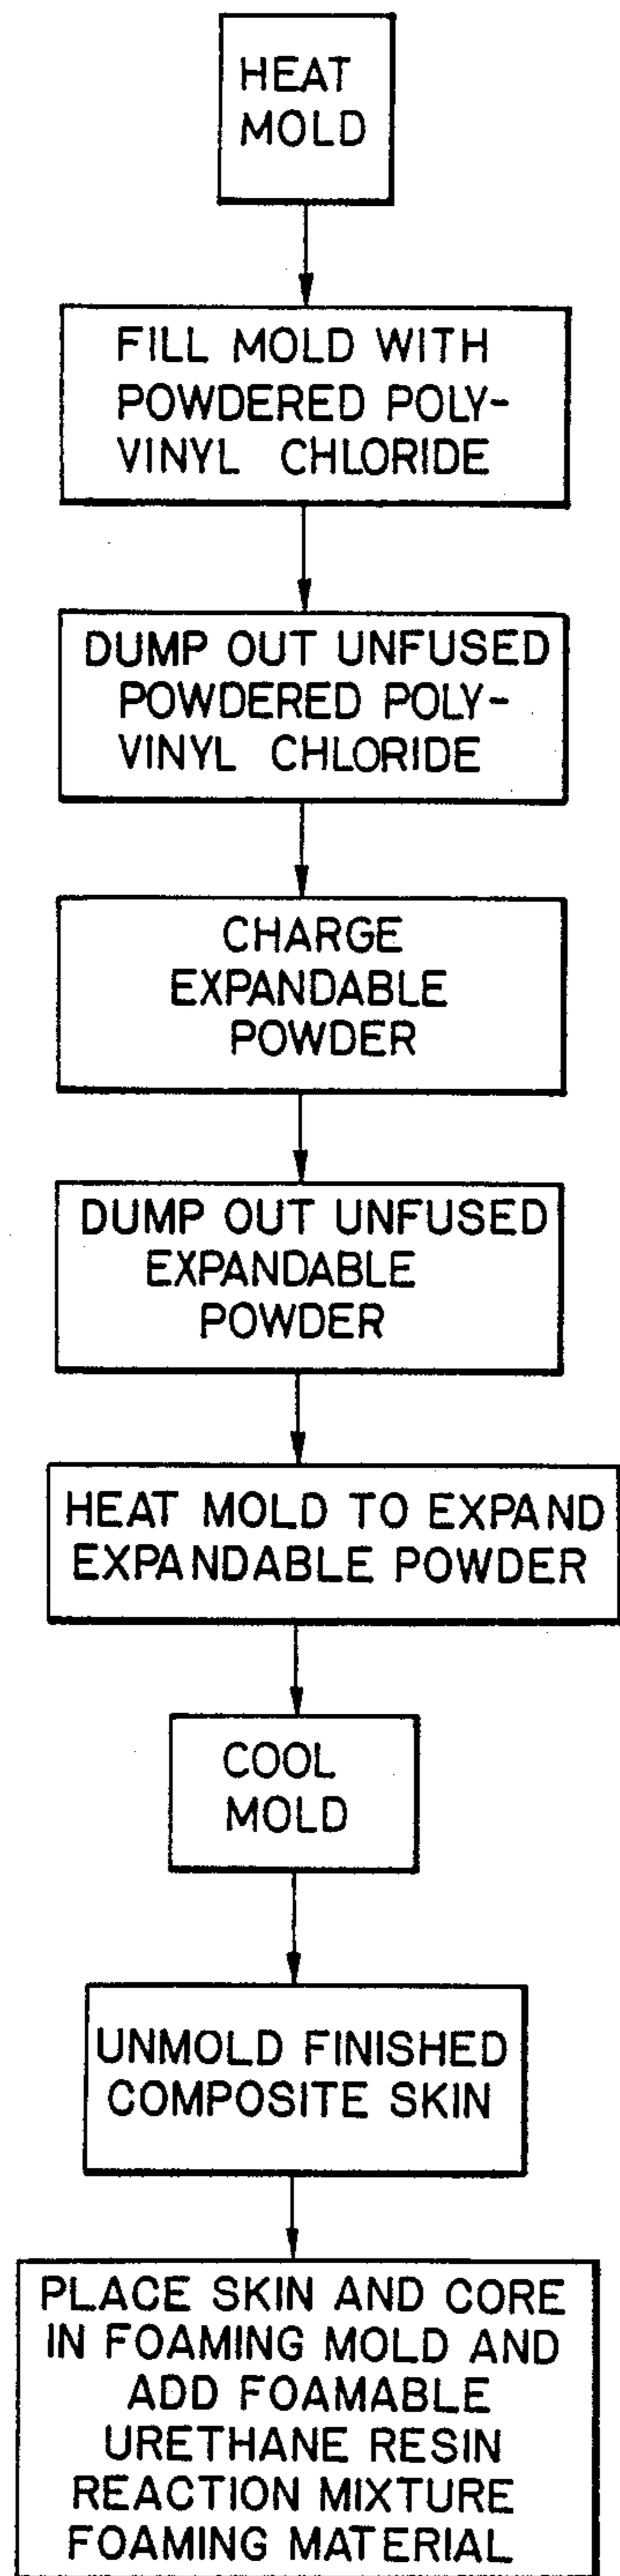 HEAT
MOLD
FILL MOLD WITH
POWDERED POLY-
VINYL CHLORIDE
DUMP OUT UNFUSED
POWDERED POLY-
VINYL CHLORIDE
CHARGE
EXPANDABLE
POWDER
DUMP OUT UNFUSED
EXPANDABLE
POWDER
HEAT MOLD TO EXPAND
EXPANDABLE POWDER
COOL
MOLD
UNMOLD FINISHED
COMPOSITE SKIN
PLACE SKIN AND CORE
IN FOAMING MOLD AND
ADD FOAMABLE
URETHANE RESIN
REACTION MIXTURE
FOAMING MATERIAL